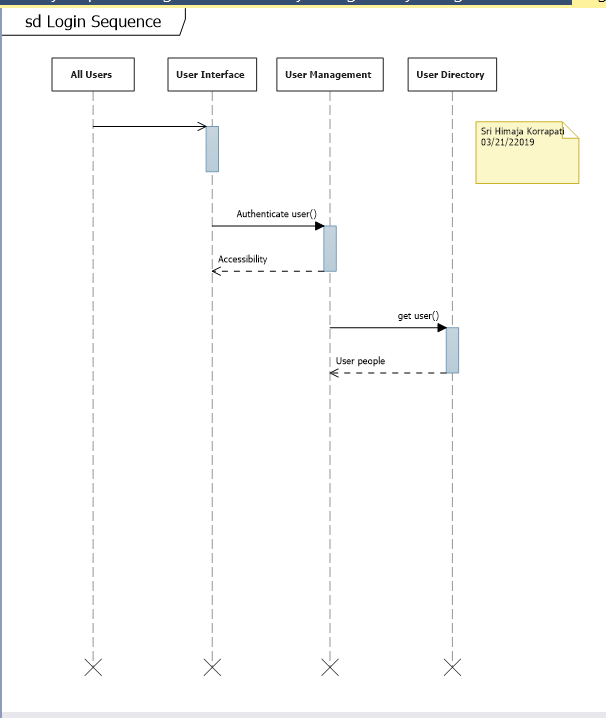 sd Login Sequence
All Users
User Interface
User Management
User Directory
Sri Himaja Korrapati
03/21/22019
Authenticate user()
Accessibility
get user()
User people